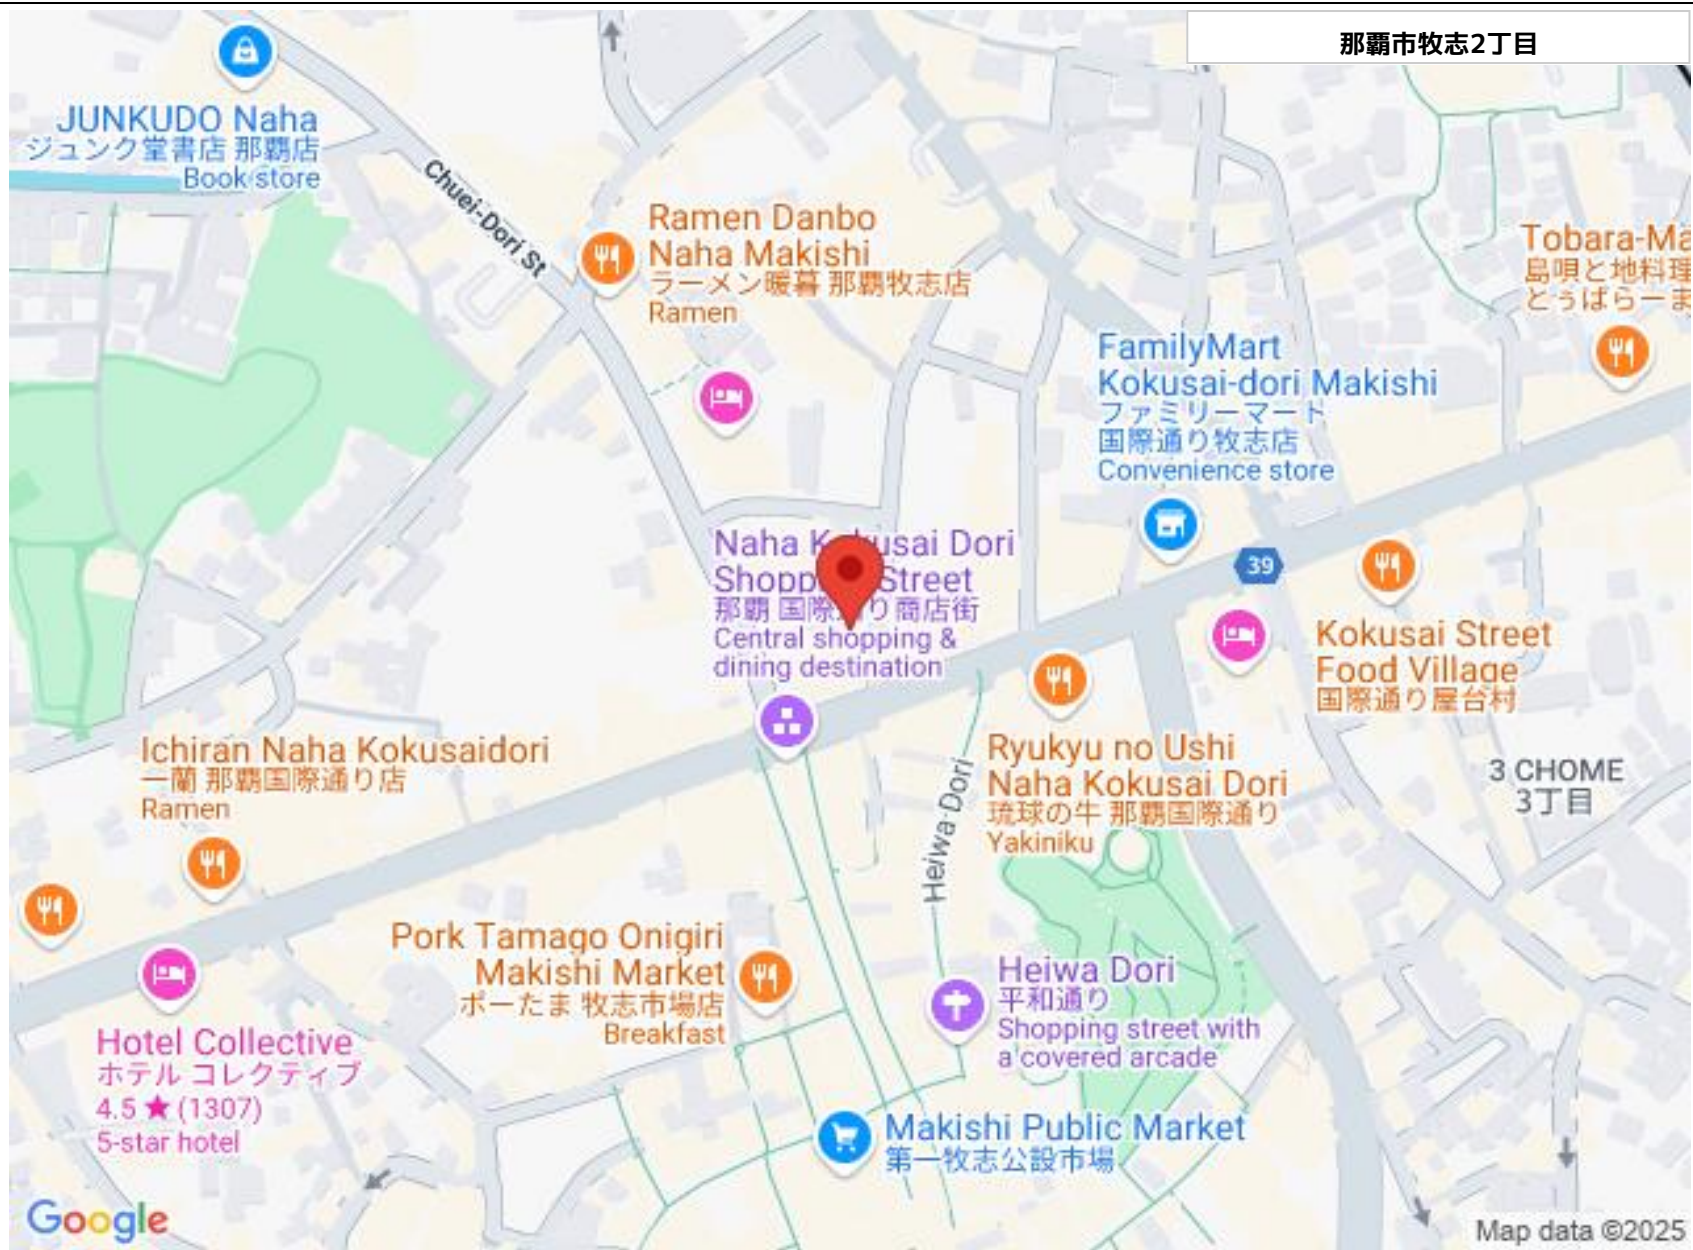 那覇市牧志2丁目
JUNKUDO Naha
ジュンク堂書店 那覇店
Book store
Chuei-Dori St
Ramen Danbo
Naha Makishi
ラーメン暖暮 那覇牧志店
Ramen
Tobara-Ma
島唄と地料理
とぅばらーま
FamilyMart
Kokusai-dori Makishi
ファミリーマート
国際通り牧志店
Convenience store
39
Naha Kokusai Dori
Shopping Street
那覇 国際通り商店街
Central shopping &
dining destination
Kokusai Street
Food Village
国際通り屋台村
Ichiran Naha Kokusaidori
一蘭 那覇国際通り店
Ramen
Heiwa Dori
Ryukyu no Ushi
Naha Kokusai Dori
琉球の牛 那覇国際通り
Yakiniku
3 CHOME
3丁目
Pork Tamago Onigiri
Makishi Market
ポーたま 牧志市場店
Breakfast
Heiwa Dori
平和通り
Shopping street with
a covered arcade
Hotel Collective
ホテル コレクティブ
4.5 ★ (1307)
5-star hotel
Makishi Public Market
第一牧志公設市場
Google
Map data ©2025